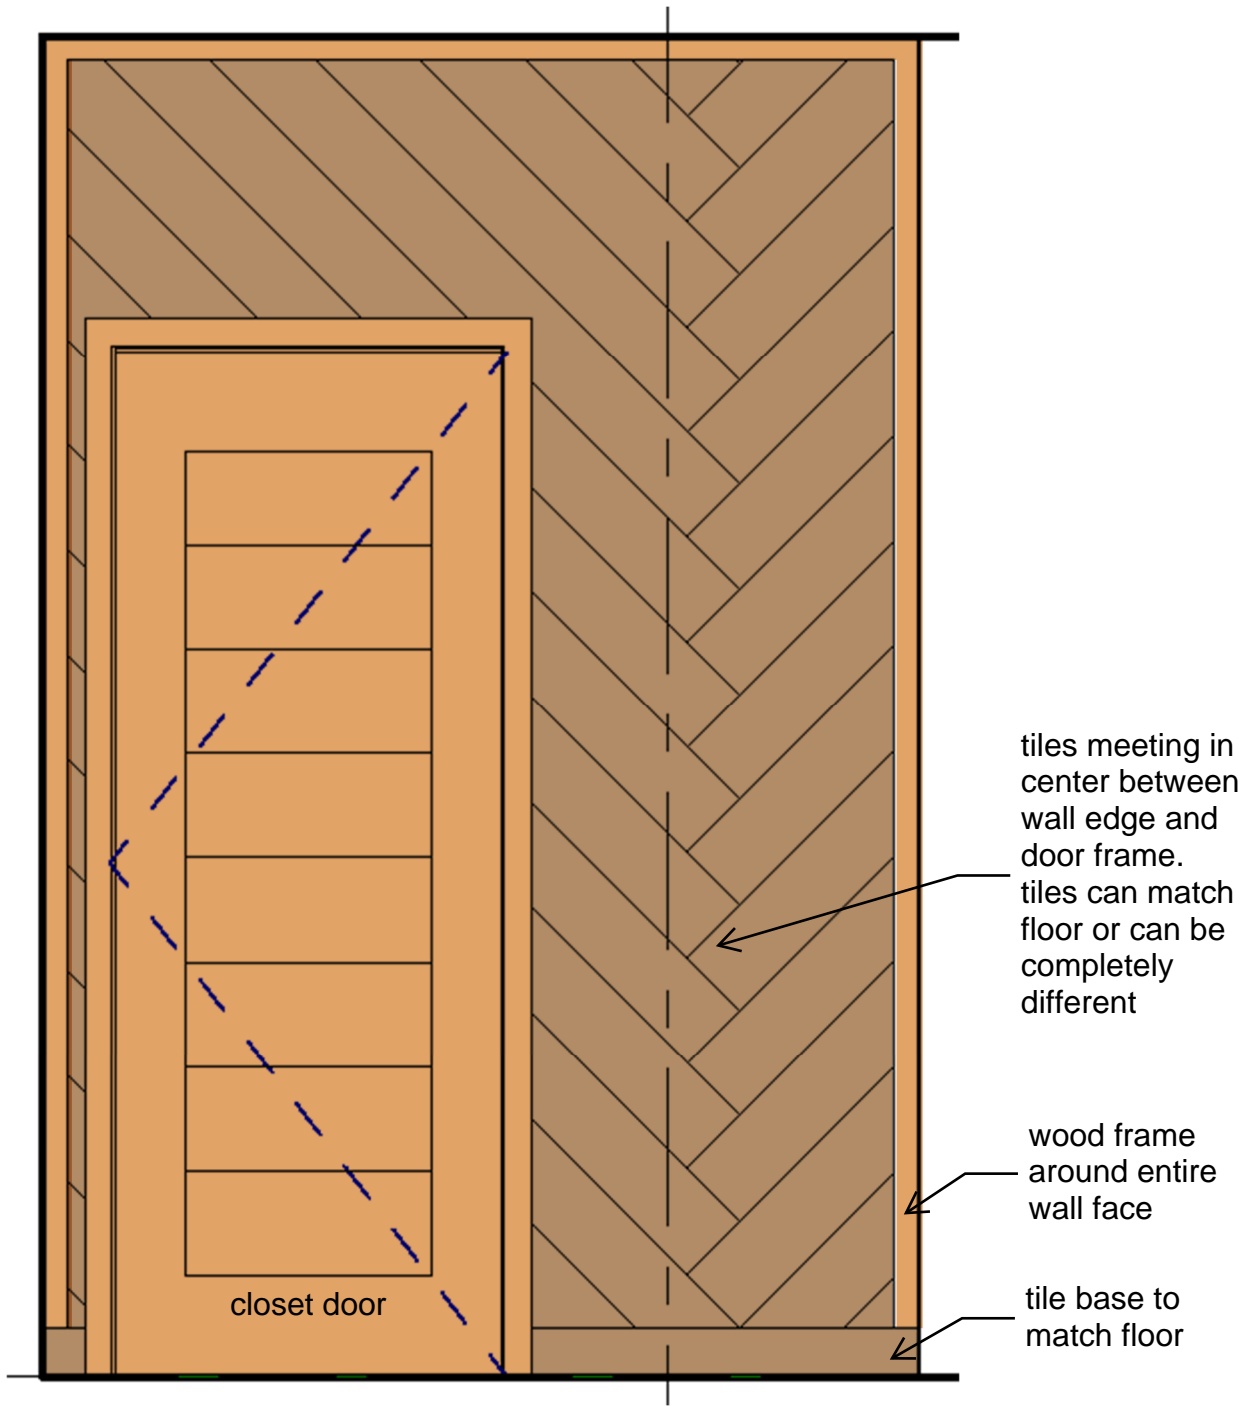 tiles meeting in
center between
wall edge and
door frame.
tiles can match
floor or can be
completely
different
wood frame
around entire
wall face
closet door
tile base to
match floor